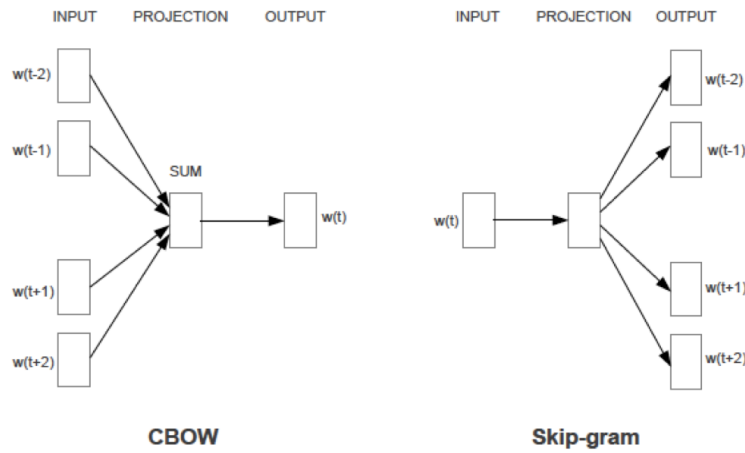 INPUT PROJECTION OUTPUT
w(t-2)
w(t-1)
SUM
w(t)
w(t+1)
w(t+2)
CBOW
INPUT PROJECTION OUTPUT
w(t-2)
w(t-1)
w(t)
w(t+1)
w(t+2)
Skip-gram